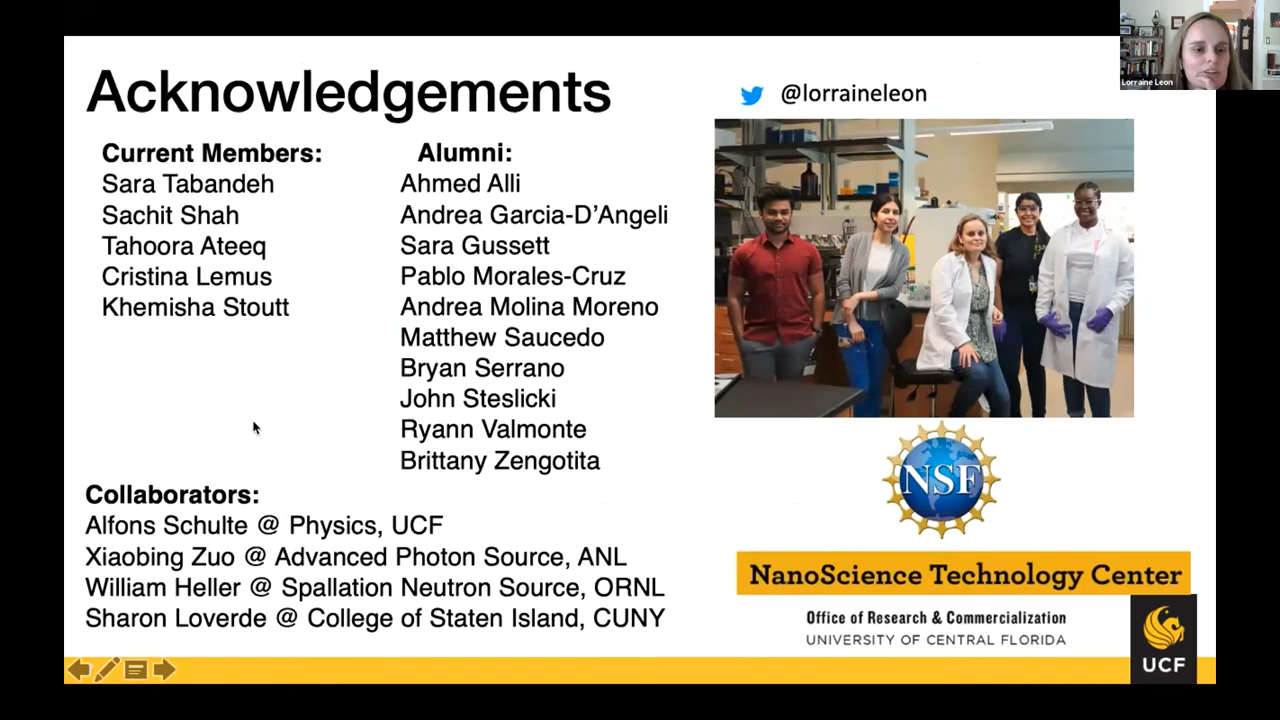 Acknowledgements
Current Members:
Sara Tabandeh
Sachit Shah
Tahoora Ateeq
Cristina Lemus
Khemisha Stoutt
Alumni:
Ahmed Alli
Andrea Garcia-D’Angeli
Sara Gussett
Pablo Morales-Cruz
Andrea Molina Moreno
Matthew Saucedo
Bryan Serrano
John Steslicki
Ryann Valmonte
Brittany Zengotita
Collaborators:
Alfons Schulte @ Physics, UCF
Xiaobing Zuo @ Advanced Photon Source, ANL
William Heller @ Spallation Neutron Source, ORNL
Sharon Loverde @ College of Staten Island, CUNY
@lorraineleon
NSF
NanoScience Technology Center
Office of Research & Commercialization
UNIVERSITY OF CENTRAL FLORIDA
UCF
Lorraine Leon